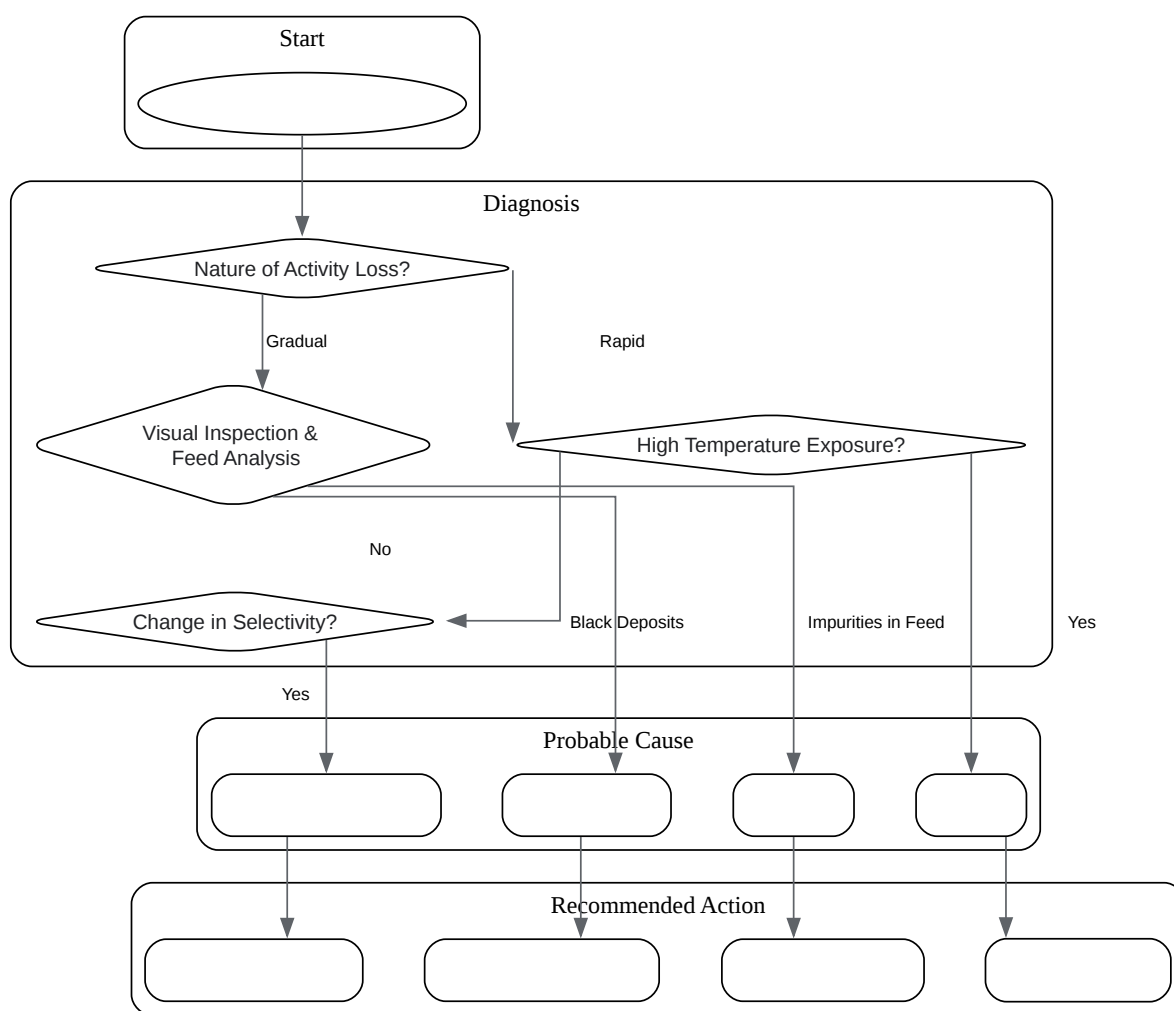 Start
Diagnosis
Nature of Activity Loss?
Gradual
Rapid
Visual Inspection &
Feed Analysis
High Temperature Exposure?
No
Change in Selectivity?
Black Deposits
Impurities in Feed
Yes
Yes
Probable Cause
Recommended Action